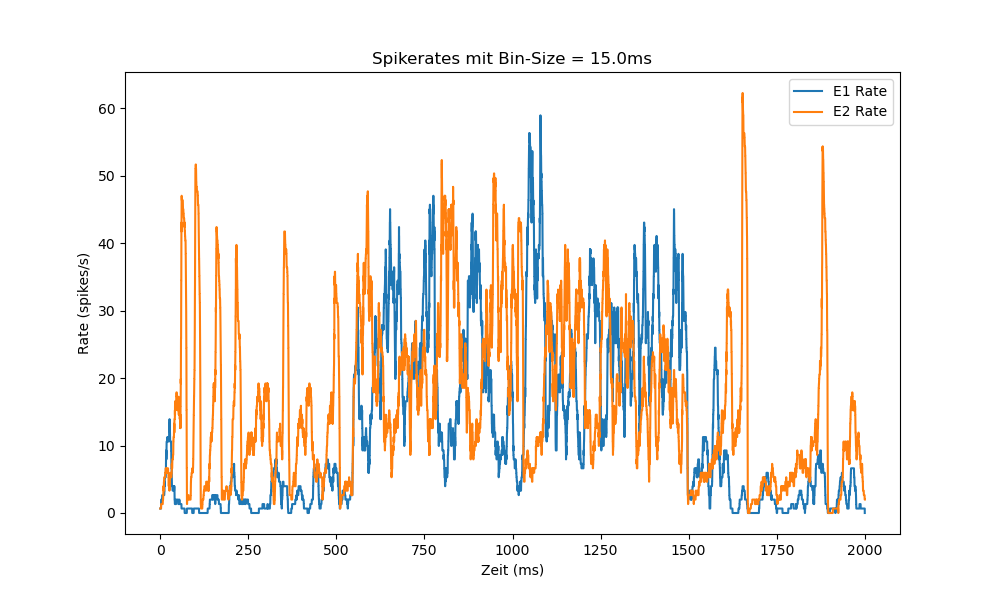 Spikerates mit Bin-Size = 15.0ms
E1 Rate
E2 Rate
60
50
40
30
20
10
0
Rate (spikes/s)
0 250 500 750 1000 1250 1500 1750 2000
Zeit (ms)